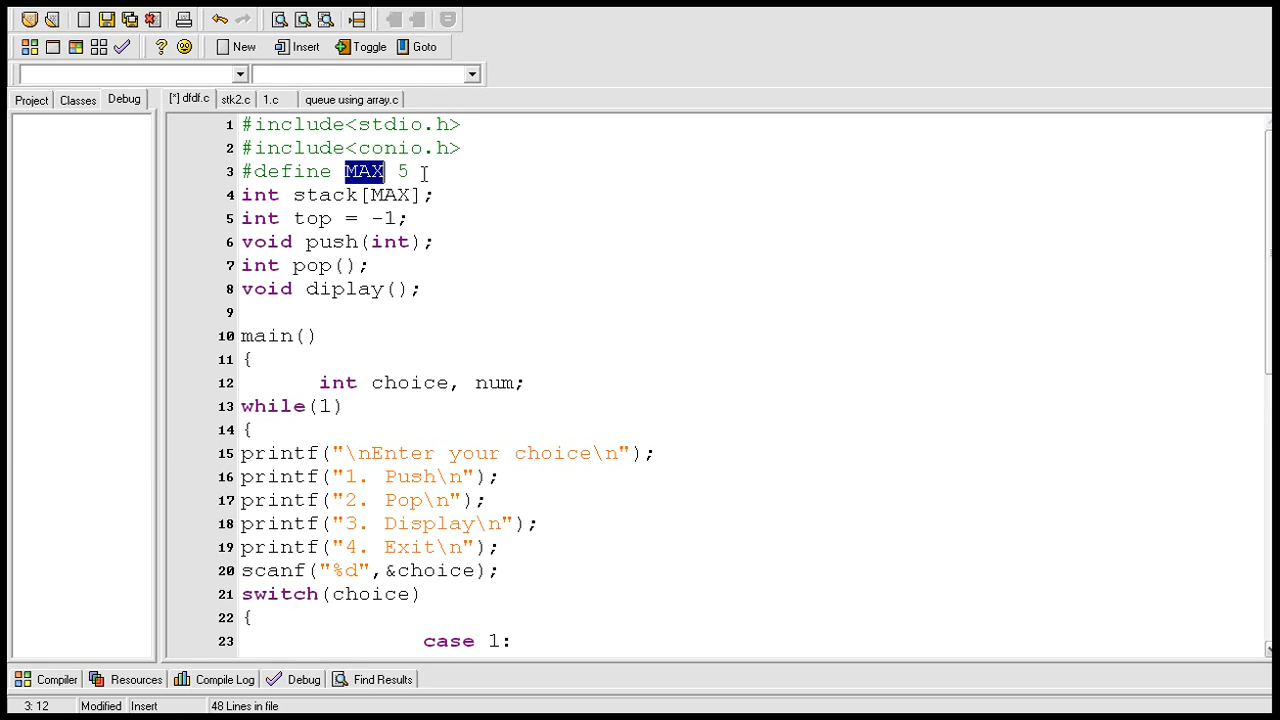 New Insert Toggle Goto
Project Classes Debug
[*] dfdf.c stk2.c 1.c queue using array.c
1 #include<stdio.h>
2 #include<conio.h>
3 #define MAX 5
4 int stack[MAX];
5 int top = -1;
6 void push(int);
7 int pop();
8 void diplay();
9
10 main()
11 {
12 int choice, num;
13 while(1)
14 {
15 printf("\nEnter your choice\n");
16 printf("1. Push\n");
17 printf("2. Pop\n");
18 printf("3. Display\n");
19 printf("4. Exit\n");
20 scanf("%d",&choice);
21 switch(choice)
22 {
23 case 1:
Compiler Resources Compile Log Debug Find Results
3: 12 Modified Insert 48 Lines in file